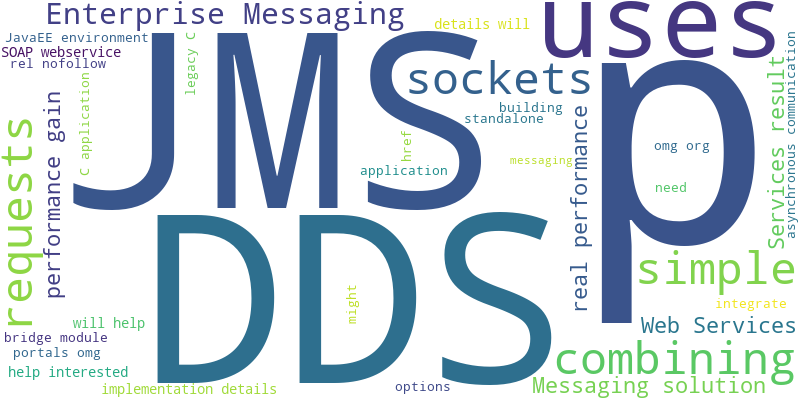 Enterprise Messaging
uses
details will
JavaEE environment
SOAP webservice
rel nofollow
legacy C
JMS
sockets
p
Services result
asynchronous communication
C application
performance gain
requests
building
standalone
href
real performance
omg org
application
messaging
need
DDS
simple
might
integrate
will help
Web Services
bridge module
portals omg
combining
help interested
implementation details
options
Messaging solution